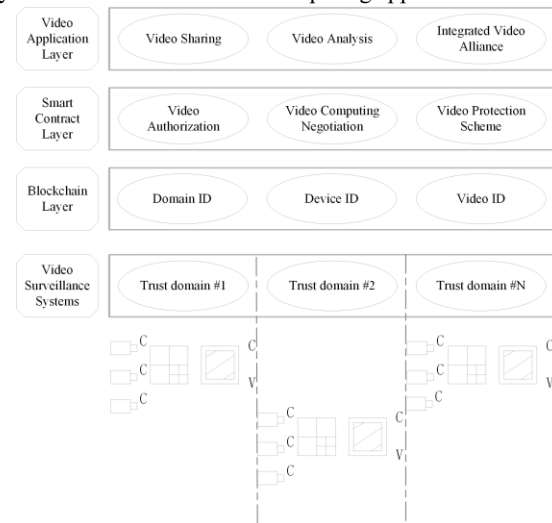 Video
Application
Layer
Video Sharing
Video Analysis
Integrated Video
Alliance
Smart
Contract
Layer
Video
Authorization
Video Computing
Negotiation
Video Protection
Scheme
Blockchain
Layer
Domain ID
Device ID
Video ID
Video
Surveillance
Systems
Trust domain #1
Trust domain #2
Trust domain #N
C
C
C
C
V
C
C
C
C
V
C
C
C
C
V